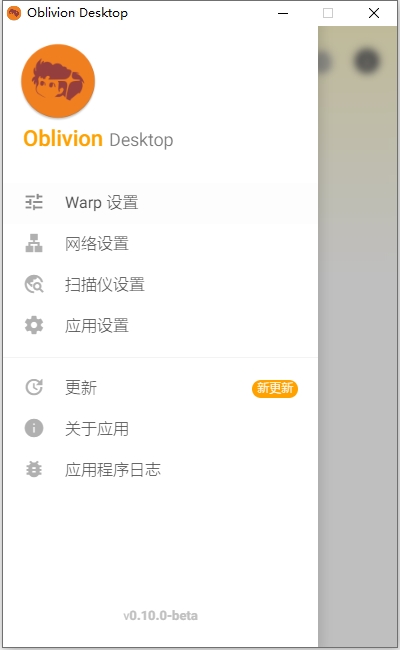 Oblivion Desktop
Oblivion Desktop
Warp 设置
网络设置
扫描仪设置
应用设置
更新 新更新
关于应用
应用程序日志
v0.10.0-beta